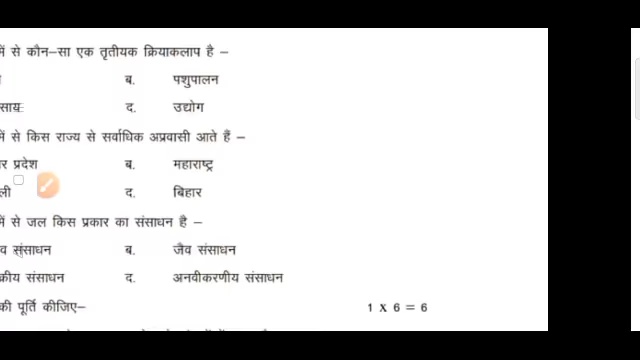 में से कौन–सा एक तृतीयक क्रियाकलाप है –
ब. पशुपालन
साय: द. उद्योग
में से किस राज्य से सर्वाधिक अप्रवासी आते हैं –
र प्रदेश ब. महाराष्ट्र
ली द. बिहार
में से जल किस प्रकार का संसाधन है –
व संसाधन ब. जैव संसाधन
क्रीय संसाधन द. अनवीकरणीय संसाधन
की पूर्ति कीजिए– 1 x 6 = 6